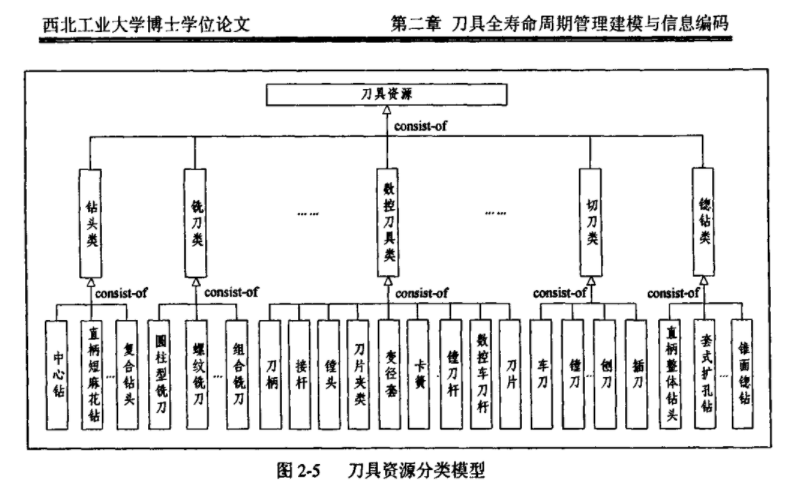 西北工业大学博士学位论文 第二章 刀具全寿命周期管理建模与信息编码
刀具资源
consist-of
钻头类
铣刀类
……
数控刀具类
……
切刀类
锪钻类
consist-of
consist-of
consist-of
consist-of
consist-of
中心钻
直柄短麻花钻
...
复合钻头
圆柱型铣刀
螺纹铣刀
...
组合铣刀
刀柄
接杆
镗头
刀片夹类
变径套
卡簧
镗刀杆
数控车刀杆
刀片
车刀
镗刀
...
刨刀
插刀
直柄整体钻头
套式扩孔钻
...
锥面锪钻
图 2-5 刀具资源分类模型